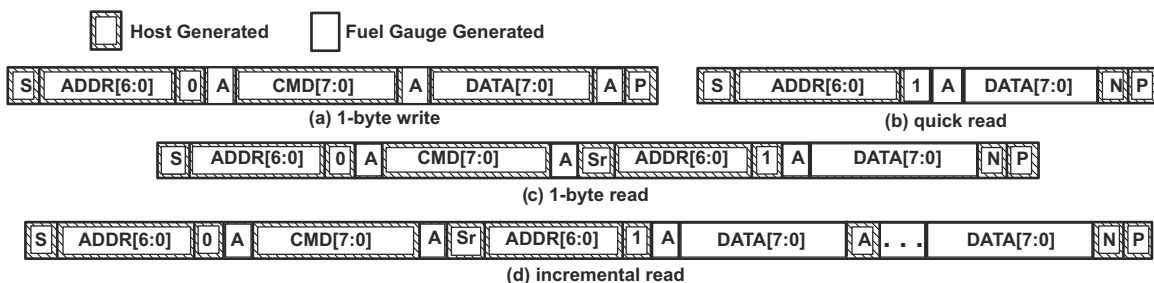 Host Generated Fuel Gauge Generated
S ADDR[6:0] 0 A CMD[7:0] A DATA[7:0] A P
(a) 1-byte write
S ADDR[6:0] 1 A DATA[7:0] N P
(b) quick read
S ADDR[6:0] 0 A CMD[7:0] A Sr ADDR[6:0] 1 A DATA[7:0] N P
(c) 1-byte read
S ADDR[6:0] 0 A CMD[7:0] A Sr ADDR[6:0] 1 A DATA[7:0] A . . . DATA[7:0] N P
(d) incremental read